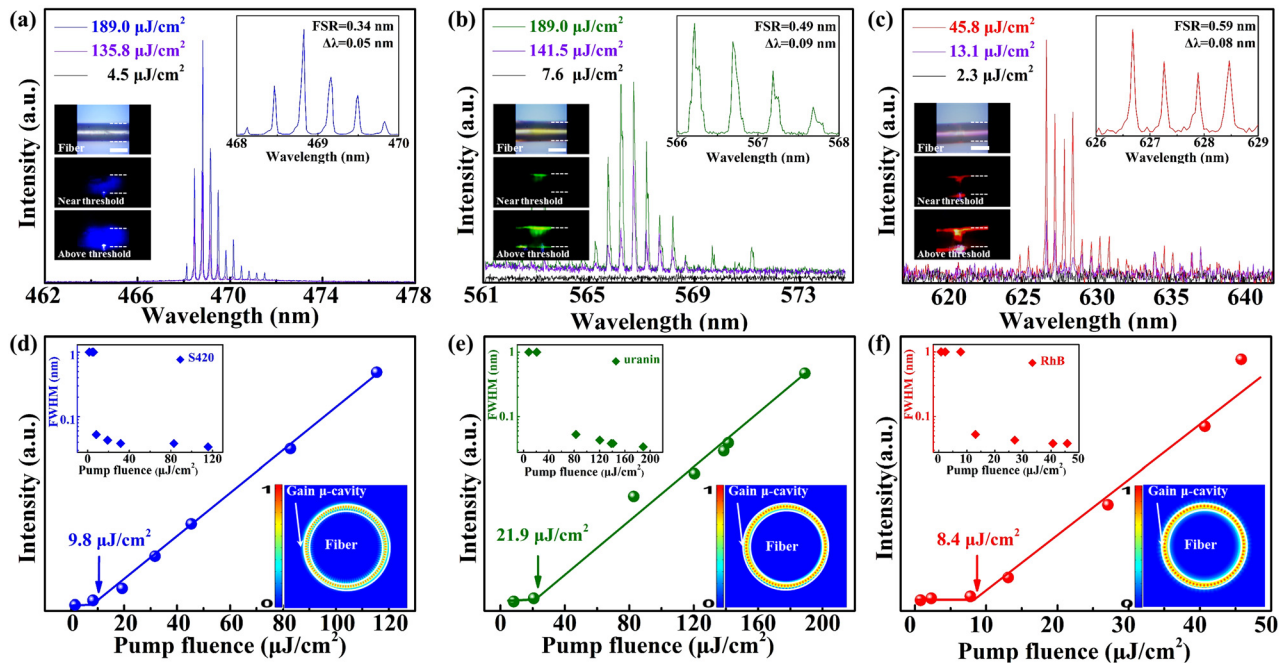 (a)
189.0 μJ/cm²
135.8 μJ/cm²
4.5 μJ/cm²
FSR=0.34 nm
Δλ=0.05 nm
468 469 470
Wavelength (nm)
Fiber
Near threshold
Above threshold
Intensity (a.u.)
462 466 470 474 478
Wavelength (nm)
(b)
189.0 μJ/cm²
141.5 μJ/cm²
7.6 μJ/cm²
FSR=0.49 nm
Δλ=0.09 nm
566 567 568
Wavelength (nm)
Fiber
Near threshold
Above threshold
Intensity (a.u.)
561 565 569 573
Wavelength (nm)
(c)
45.8 μJ/cm²
13.1 μJ/cm²
2.3 μJ/cm²
FSR=0.59 nm
Δλ=0.08 nm
626 627 628 629
Wavelength (nm)
Fiber
Near threshold
Above threshold
Intensity (a.u.)
620 625 630 635 640
Wavelength (nm)
(d)
S420
1
0.1
FWHM (nm)
0 40 80 120
Pump fluence (μJ/cm²)
9.8 μJ/cm²
1
0
Gain μ-cavity
Fiber
Intensity (a.u.)
0 20 40 60 80 100 120
Pump fluence (μJ/cm²)
(e)
uranin
1
0.1
FWHM (nm)
0 40 80 120 160 200
Pump fluence (μJ/cm²)
21.9 μJ/cm²
1
0
Gain μ-cavity
Fiber
Intensity (a.u.)
0 40 80 120 160 200
Pump fluence (μJ/cm²)
(f)
RhB
1
0.1
FWHM (nm)
0 10 20 30 40 50
Pump fluence (μJ/cm²)
8.4 μJ/cm²
1
0
Gain μ-cavity
Fiber
Intensity(a.u.)
0 10 20 30 40 50
Pump fluence (μJ/cm²)